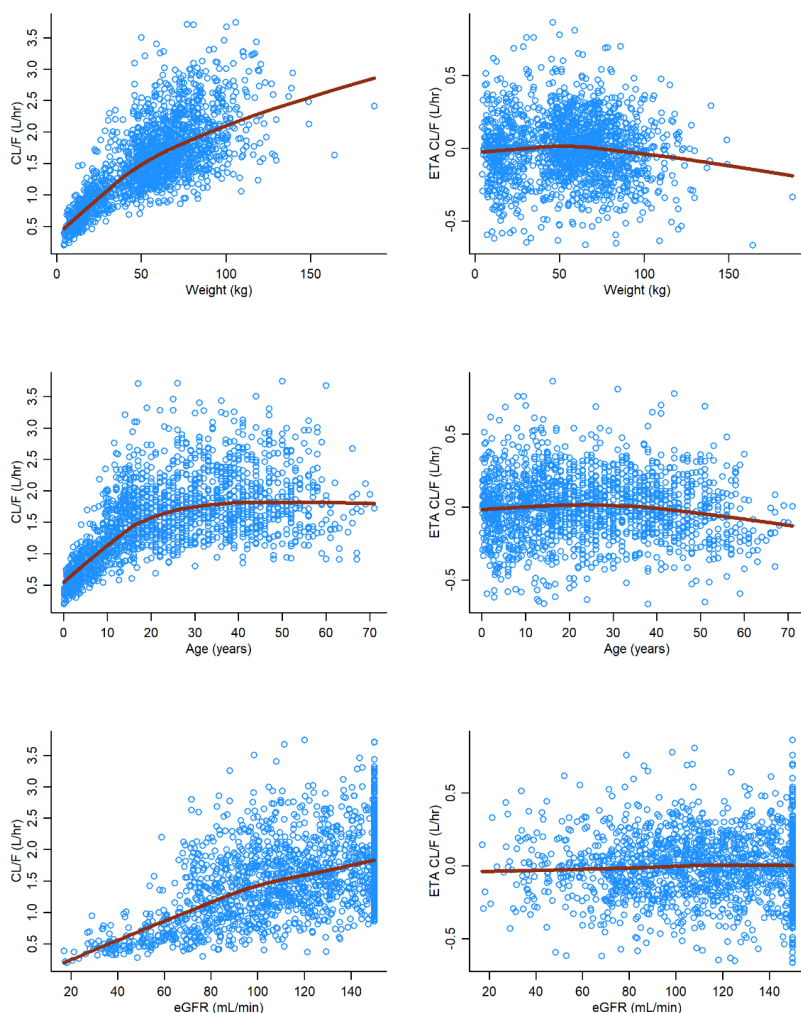 CL/F (L/hr)
3.5
3.0
2.5
2.0
1.5
1.0
0.5
0 50 100 150
Weight (kg)
ETA CL/F (L/hr)
0.5
0.0
-0.5
0 50 100 150
Weight (kg)
CL/F (L/hr)
3.5
3.0
2.5
2.0
1.5
1.0
0.5
0 10 20 30 40 50 60 70
Age (years)
ETA CL/F (L/hr)
0.5
0.0
-0.5
0 10 20 30 40 50 60 70
Age (years)
CL/F (L/hr)
3.5
3.0
2.5
2.0
1.5
1.0
0.5
20 40 60 80 100 120 140
eGFR (mL/min)
ETA CL/F (L/hr)
0.5
0.0
-0.5
20 40 60 80 100 120 140
eGFR (mL/min)